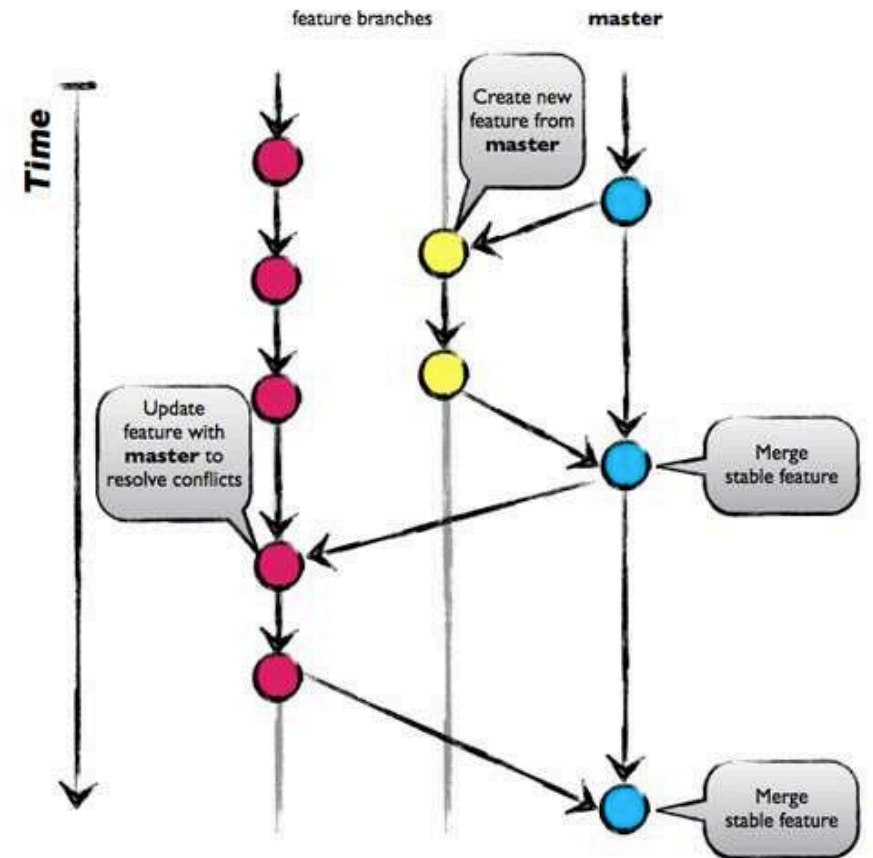 feature branches
master
Time
Create new
feature from
master
Update
feature with
master to
resolve conflicts
Merge
stable feature
Merge
stable feature